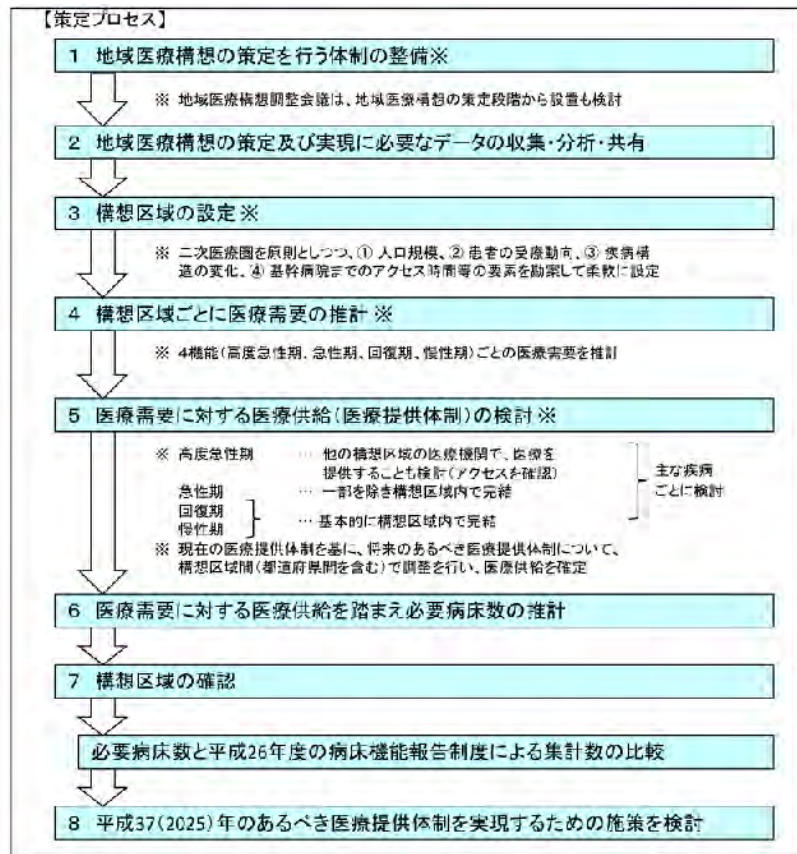 【策定プロセス】
1 地域医療構想の策定を行う体制の整備※
※ 地域医療構想調整会議は、地域医療構想の策定段階から設置も検討
2 地域医療構想の策定及び実現に必要なデータの収集・分析・共有
3 構想区域の設定※
※ 二次医療圏を原則としつつ、① 人口規模、② 患者の受療動向、③ 疾病構
造の変化、④ 基幹病院までのアクセス時間等の要素を勘案して柔軟に設定
4 構想区域ごとに医療需要の推計※
※ 4機能(高度急性期、急性期、回復期、慢性期)ごとの医療需要を推計
5 医療需要に対する医療供給(医療提供体制)の検討※
※ 高度急性期 … 他の構想区域の医療機関で、医療を
提供することも検討(アクセスを確認)
急性期 … 一部を除き構想区域内で完結
回復期
慢性期 … 基本的に構想区域内で完結
主な疾病
ごとに検討
※ 現在の医療提供体制を基に、将来のあるべき医療提供体制について、
構想区域間(都道府県間を含む)で調整を行い、医療供給を確定
6 医療需要に対する医療供給を踏まえ必要病床数の推計
7 構想区域の確認
必要病床数と平成26年度の病床機能報告制度による集計数の比較
8 平成37(2025)年のあるべき医療提供体制を実現するための施策を検討